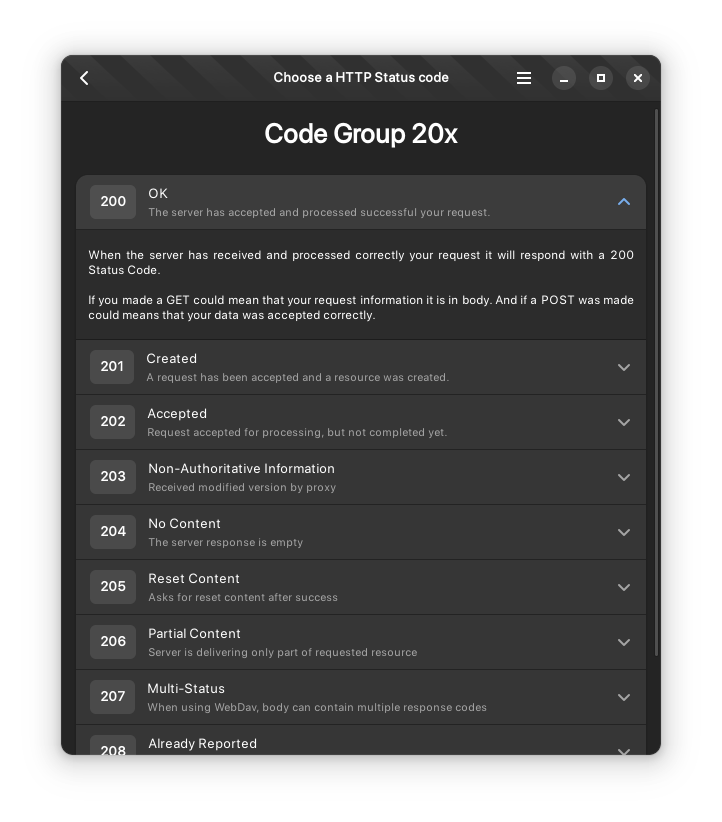 Choose a HTTP Status code
Code Group 20x
200
OK
The server has accepted and processed successful your request.
When the server has received and processed correctly your request it will respond with a 200
Status Code.
If you made a GET could mean that your request information it is in body. And if a POST was made
could means that your data was accepted correctly.
201
Created
A request has been accepted and a resource was created.
202
Accepted
Request accepted for processing, but not completed yet.
203
Non-Authoritative Information
Received modified version by proxy
204
No Content
The server response is empty
205
Reset Content
Asks for reset content after success
206
Partial Content
Server is delivering only part of requested resource
207
Multi-Status
When using WebDav, body can contain multiple response codes
208
Already Reported